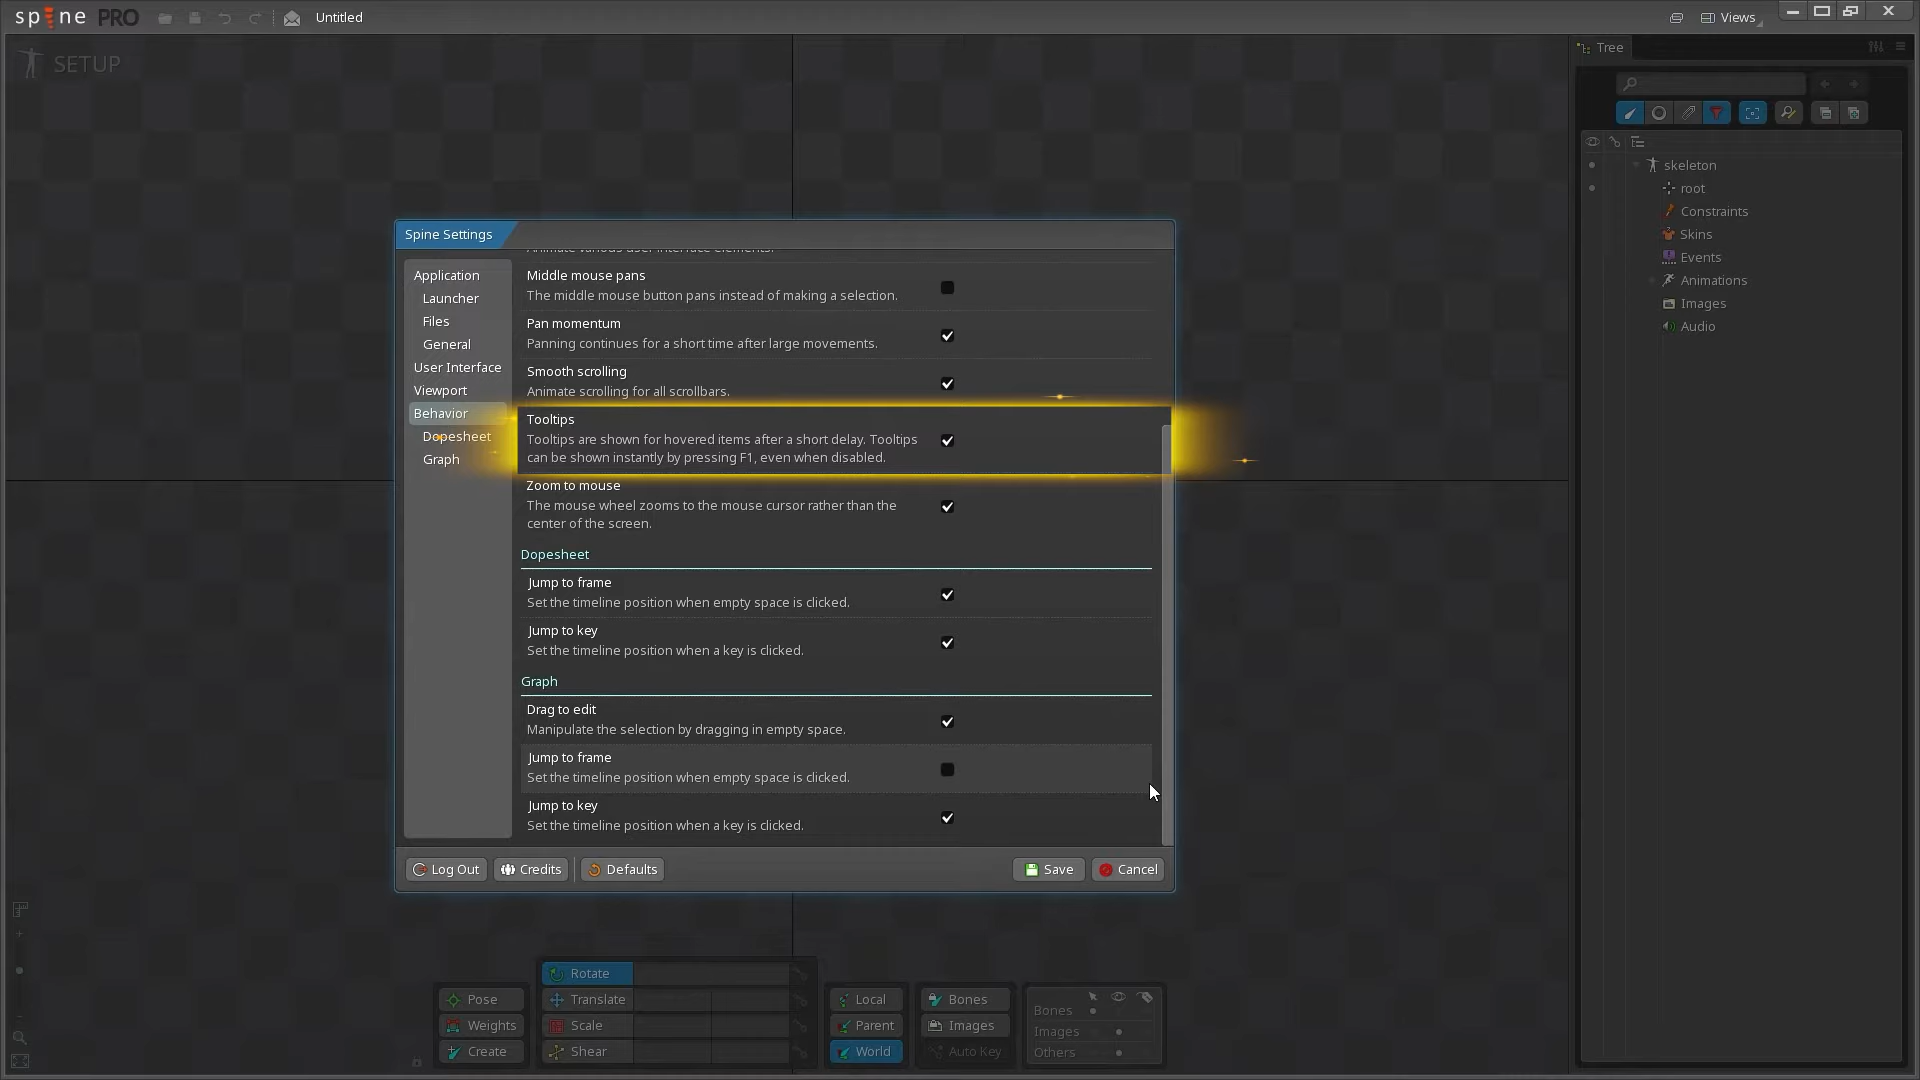 spine PRO
Untitled
Views
SETUP
Tree
skeleton
root
Constraints
Skins
Events
Animations
Images
Audio
Spine Settings
Application
Launcher
Files
General
User Interface
Viewport
Behavior
Dopesheet
Graph
Animate various user interface elements.
Middle mouse pans
The middle mouse button pans instead of making a selection.
Pan momentum
Panning continues for a short time after large movements.
Smooth scrolling
Animate scrolling for all scrollbars.
Tooltips
Tooltips are shown for hovered items after a short delay. Tooltips
can be shown instantly by pressing F1, even when disabled.
Zoom to mouse
The mouse wheel zooms to the mouse cursor rather than the
center of the screen.
Dopesheet
Jump to frame
Set the timeline position when empty space is clicked.
Jump to key
Set the timeline position when a key is clicked.
Graph
Drag to edit
Manipulate the selection by dragging in empty space.
Jump to frame
Set the timeline position when empty space is clicked.
Jump to key
Set the timeline position when a key is clicked.
Log Out
Credits
Defaults
Save
Cancel
Pose
Weights
Create
Rotate
Translate
Scale
Shear
Local
Parent
World
Bones
Images
Auto Key
Bones
Images
Others